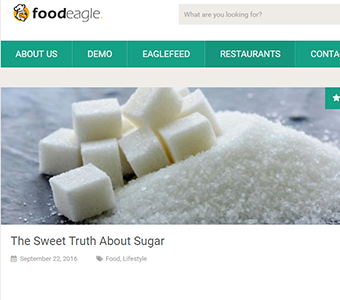 foodeagle
What are you looking for?
ABOUT US DEMO EAGLEFEED RESTAURANTS CONTA
The Sweet Truth About Sugar
September 22, 2016 Food, Lifestyle